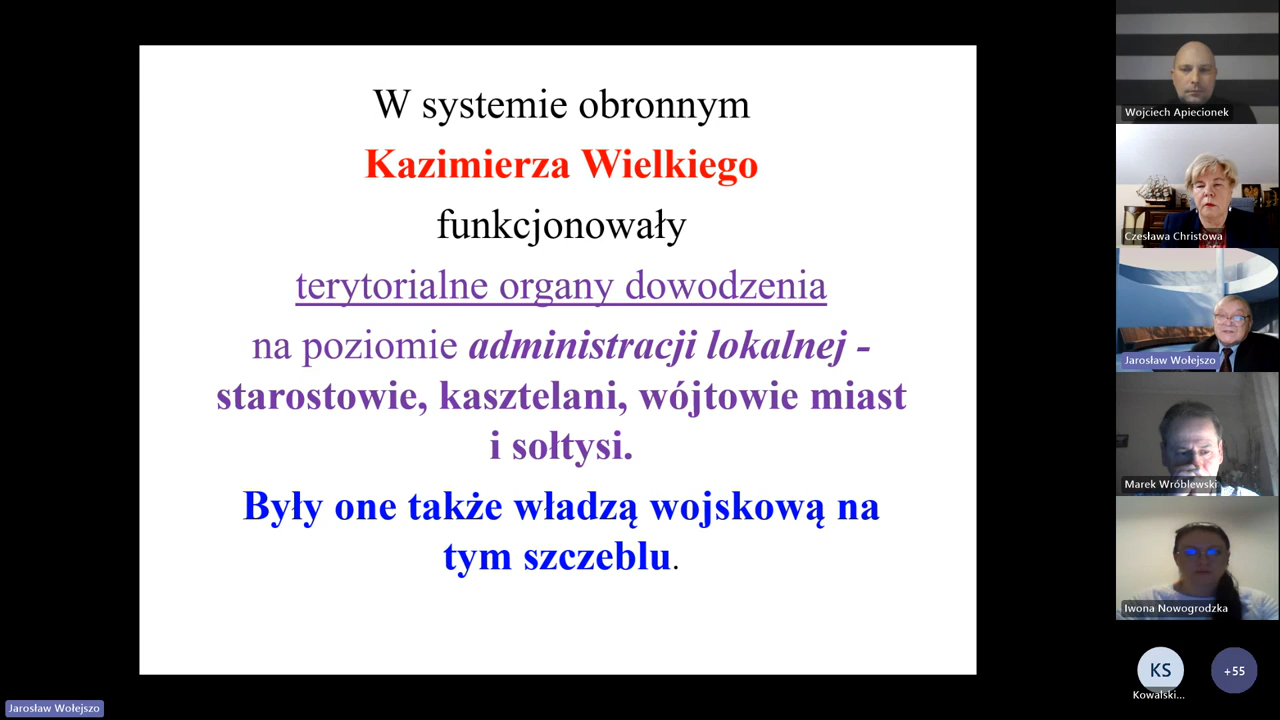 W systemie obronnym
Kazimierza Wielkiego
funkcjonowały
terytorialne organy dowodzenia
na poziomie administracji lokalnej -
starostowie, kasztelani, wójtowie miast
i sołtysi.
Były one także władzą wojskową na
tym szczeblu.
Wojciech Apiecionek
Czesława Christowa
Jarosław Wołejszo
Marek Wróblewski
Iwona Nowogrodzka
KS
+55
Kowalski...
Jarosław Wołejszo